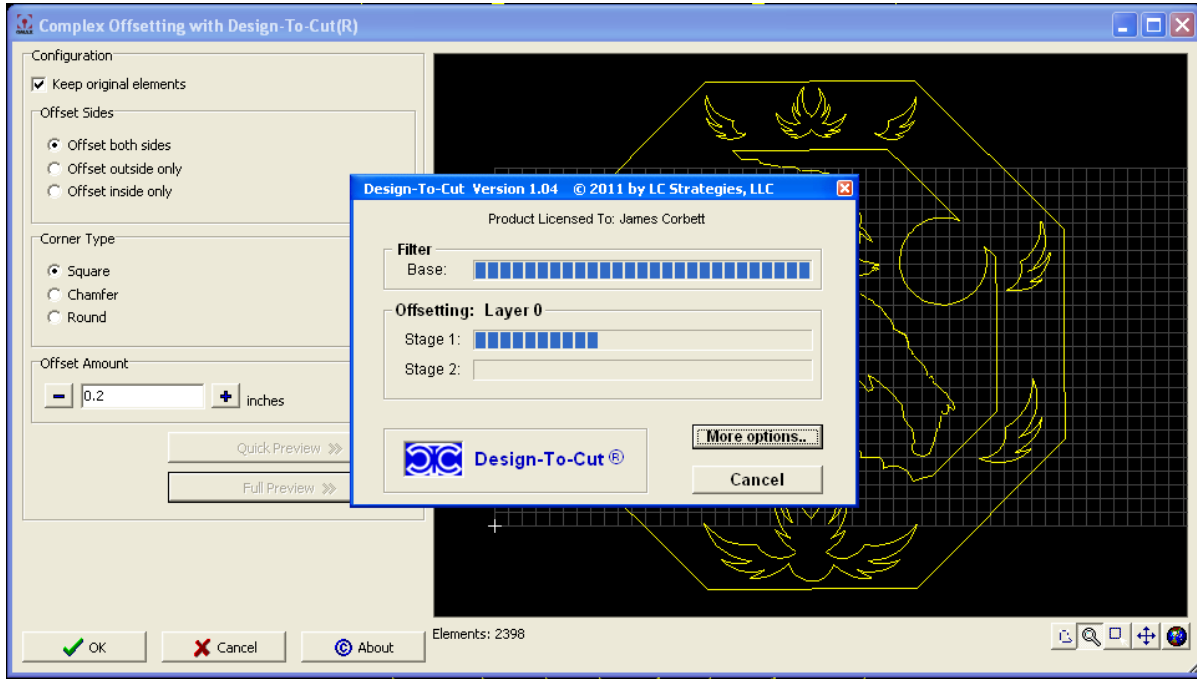 Complex Offsetting with Design-To-Cut(R)
Configuration
Keep original elements
Offset Sides
Offset both sides
Offset outside only
Offset inside only
Corner Type
Square
Chamfer
Round
Offset Amount
0.2
inches
Quick Preview
Full Preview
OK
Cancel
About
Design-To-Cut Version 1.04 © 2011 by LC Strategies, LLC
Product Licensed To: James Corbett
Filter
Base:
Offsetting: Layer 0
Stage 1:
Stage 2:
Design-To-Cut ®
More options..
Cancel
Elements: 2398